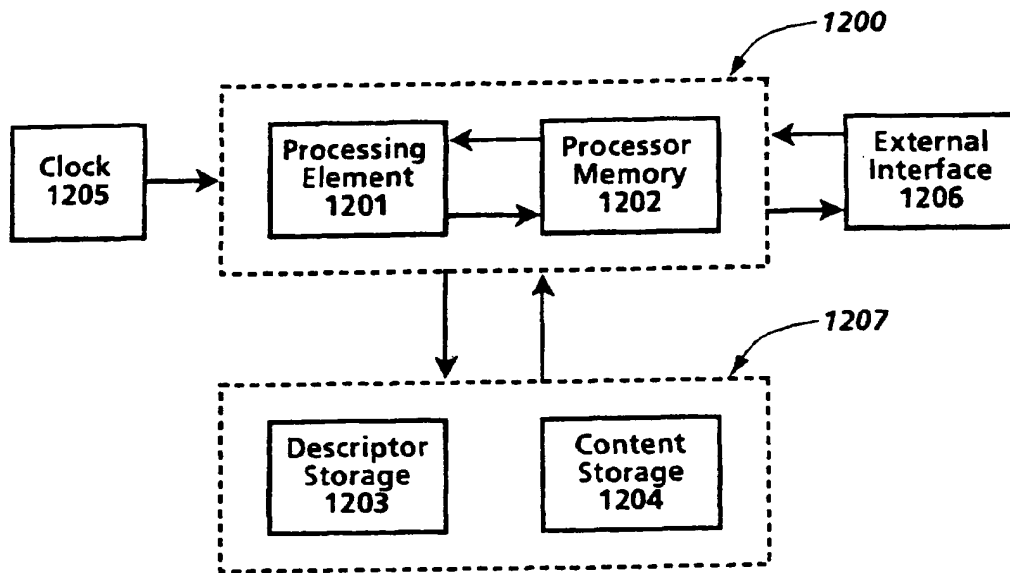 1200
Clock
1205
Processing
Element
1201
Processor
Memory
1202
External
Interface
1206
1207
Descriptor
Storage
1203
Content
Storage
1204